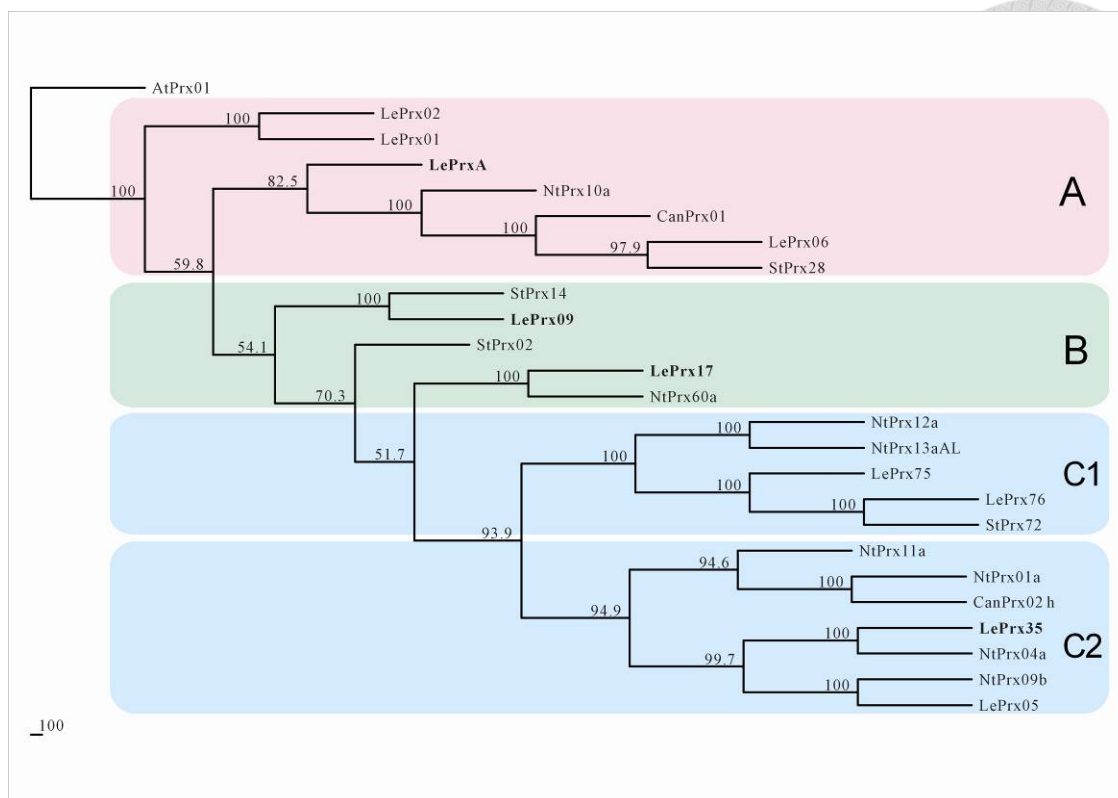 AtPrx01
LePrx02
100
LePrx01
LePrxA
82.5
100
NtPrx10a
100
CanPrx01
100
97.9
LePrx06
59.8
StPrx28
A
StPrx14
100
LePrx09
54.1
StPrx02
B
LePrx17
100
70.3
NtPrx60a
NtPrx12a
100
NtPrx13aAL
51.7
100
LePrx75
100
C1
LePrx76
100
StPrx72
93.9
NtPrx11a
94.6
NtPrx01a
100
CanPrx02 h
94.9
LePrx35
100
C2
NtPrx04a
99.7
NtPrx09b
100
LePrx05
100